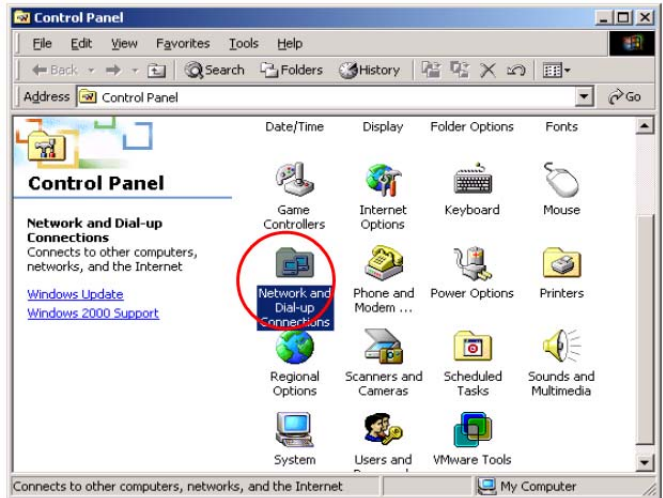 Control Panel
File Edit View Favorites Tools Help
Back Search Folders History
Address Control Panel Go
Control Panel
Network and Dial-up
Connections
Connects to other computers,
networks, and the Internet
Windows Update
Windows 2000 Support
Date/Time Display Folder Options Fonts
Game
Controllers
Internet
Options
Keyboard
Mouse
Network and
Dial-up
Connections
Phone and
Modem ...
Power Options
Printers
Regional
Options
Scanners and
Cameras
Scheduled
Tasks
Sounds and
Multimedia
System
Users and
VMware Tools
Connects to other computers, networks, and the Internet My Computer